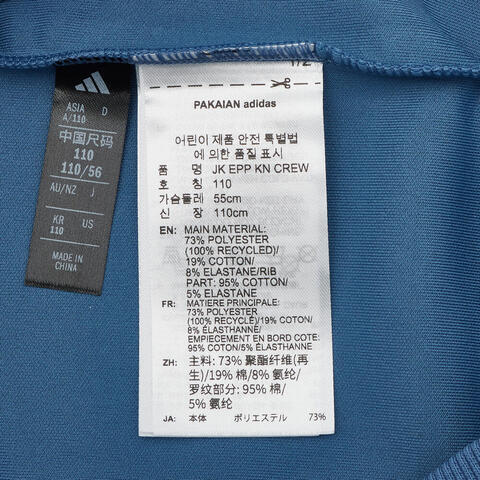 ASIA D
A/110
中国尺码
110
110/56
AU/NZ j
KR US
110
MADE IN
CHINA
1/2
PAKAIAN adidas
어린이 제품 안전 특별법
에 의한 품질 표시
품 명 JK EPP KN CREW
호 칭 110
가슴둘레 55cm
신 장 110cm
EN: MAIN MATERIAL:
73% POLYESTER
(100% RECYCLED)/
19% COTTON/
8% ELASTANE/RIB
PART: 95% COTTON/
5% ELASTANE
FR: MATIERE PRINCIPALE:
73% POLYESTER
(100% RECYCLÉ)/19% COTON/
8% ÉLASTHANNE/
EMPIECEMENT EN BORD COTE:
95% COTON/5% ÉLASTHANNE
ZH: 主料: 73% 聚酯纤维(再
生)/19% 棉/8% 氨纶/
罗纹部分: 95% 棉/
5% 氨纶
JA: 本体 ポリエステル 73%